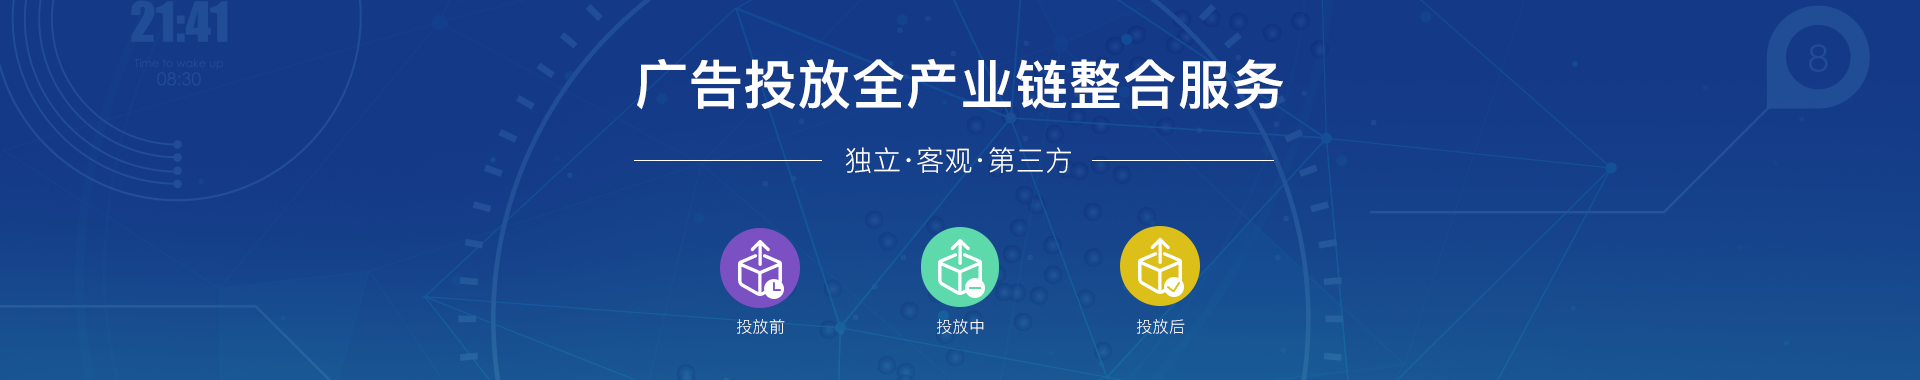 21:41
Time to wake up
08:30
8
广告投放全产业链整合服务
独立·客观·第三方
投放前
投放中
投放后